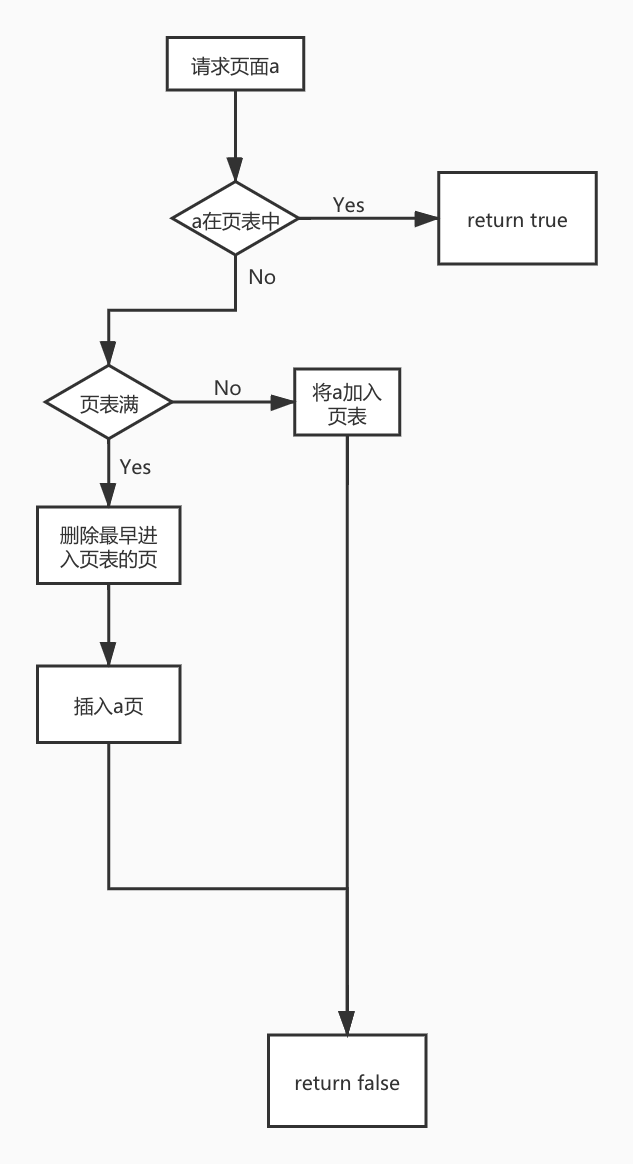 请求页面a
a在页表中
Yes
return true
No
页表满
No
将a加入
页表
Yes
删除最早进
入页表的页
插入a页
return false